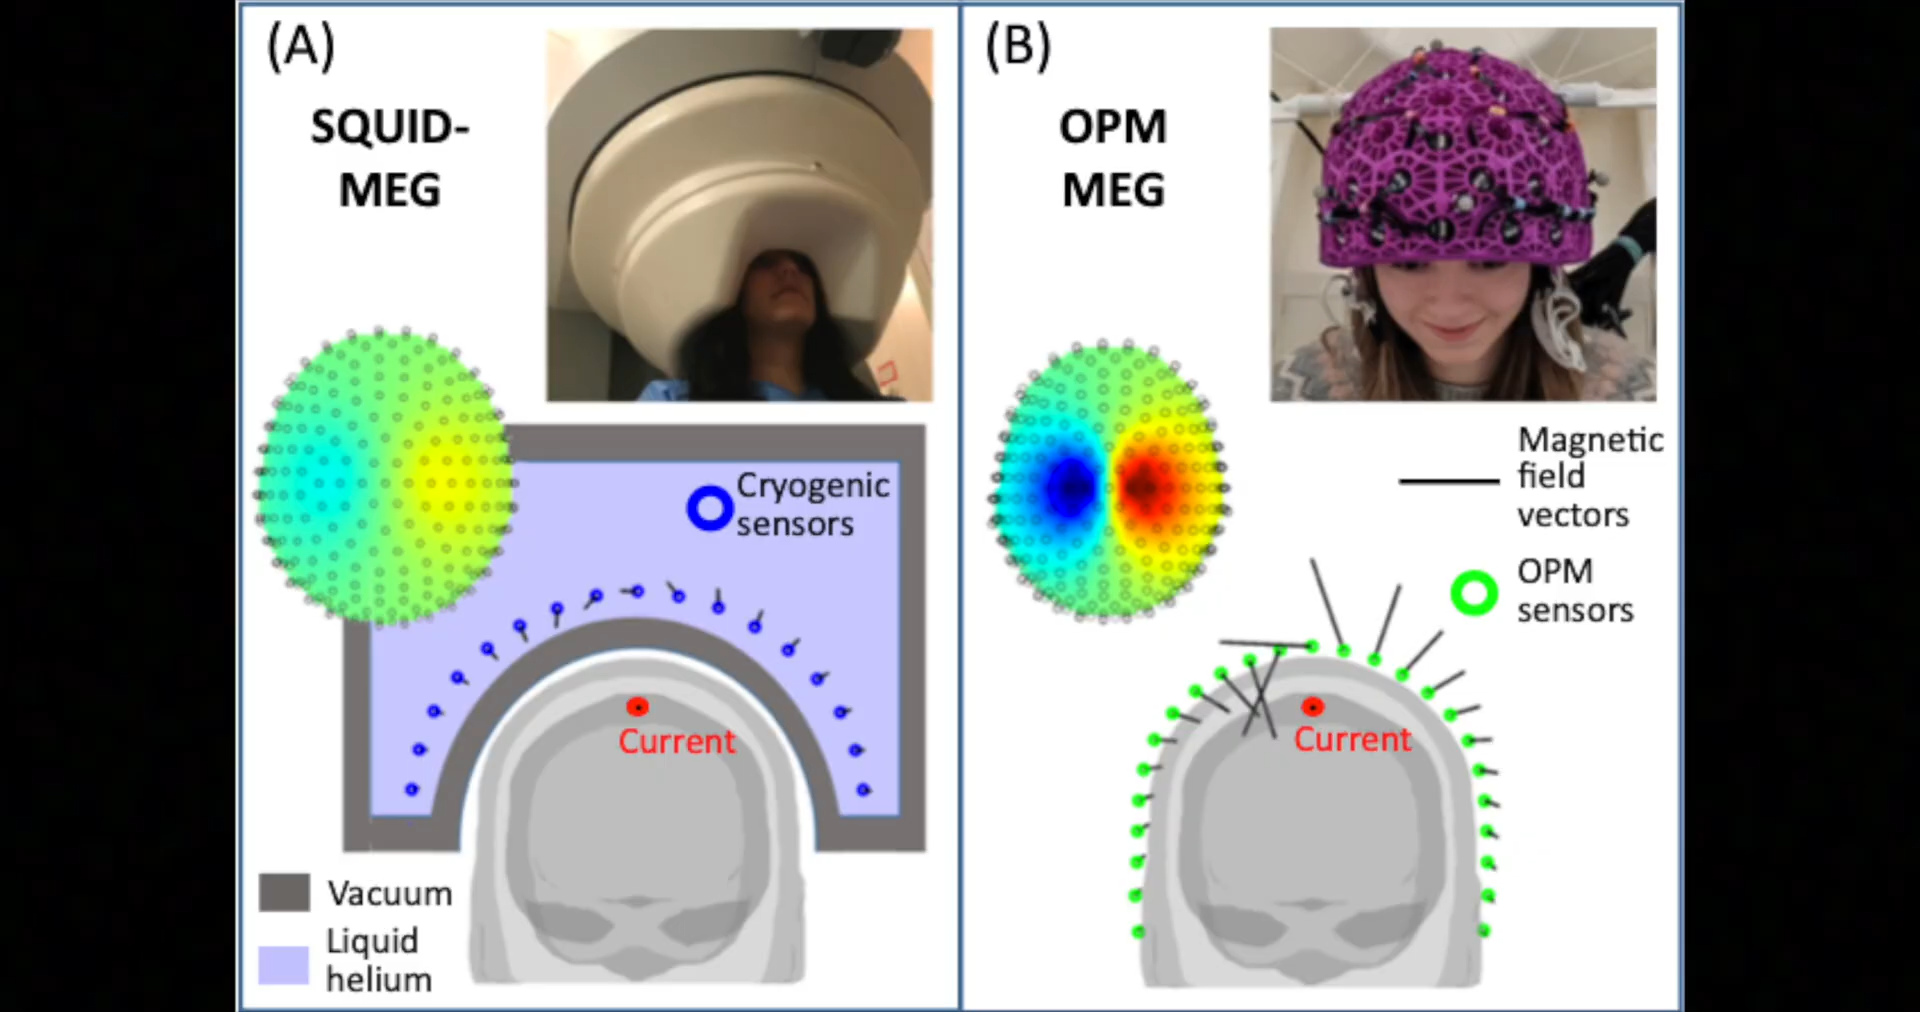 (A)
SQUID-
MEG
Cryogenic
sensors
Current
Vacuum
Liquid
helium
(B)
OPM
MEG
Magnetic
field
vectors
OPM
sensors
Current